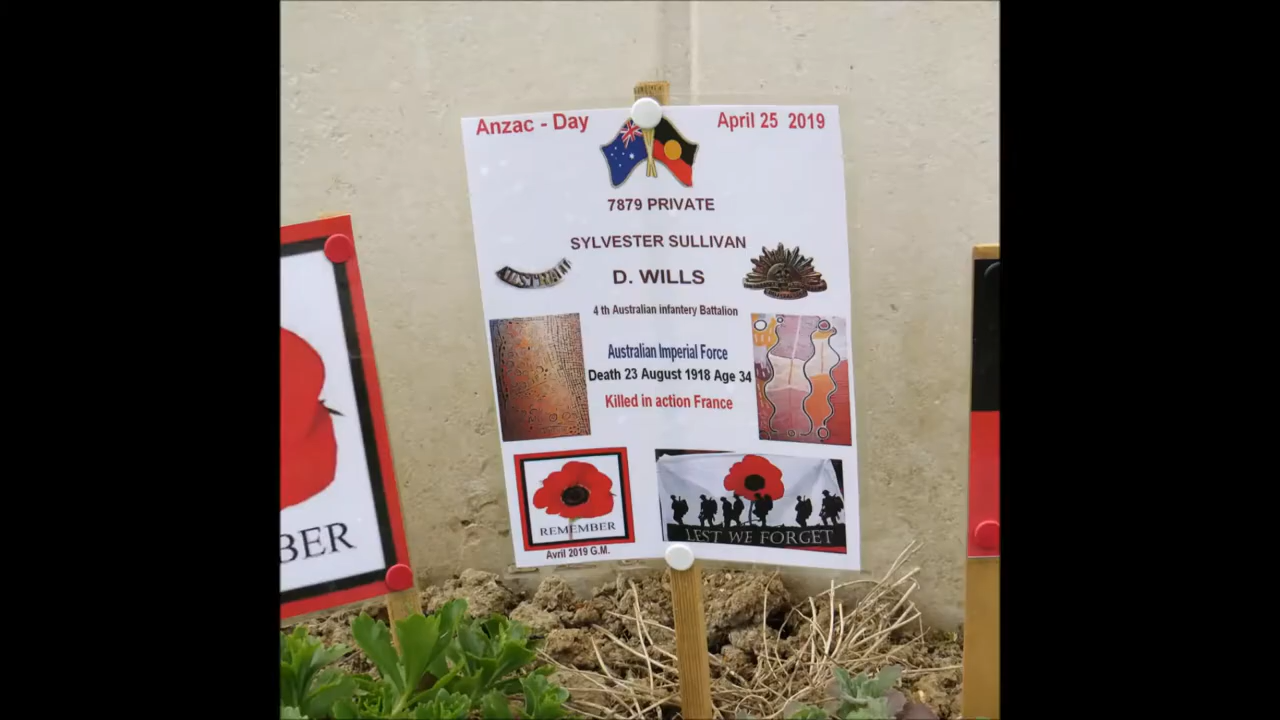 Anzac - Day
April 25 2019
7879 PRIVATE
SYLVESTER SULLIVAN
D. WILLS
AUSTRALIA
4 th Australian infantery Battalion
Australian Imperial Force
Death 23 August 1918 Age 34
Killed in action France
REMEMBER
LEST WE FORGET
Avril 2019 G.M.
BER